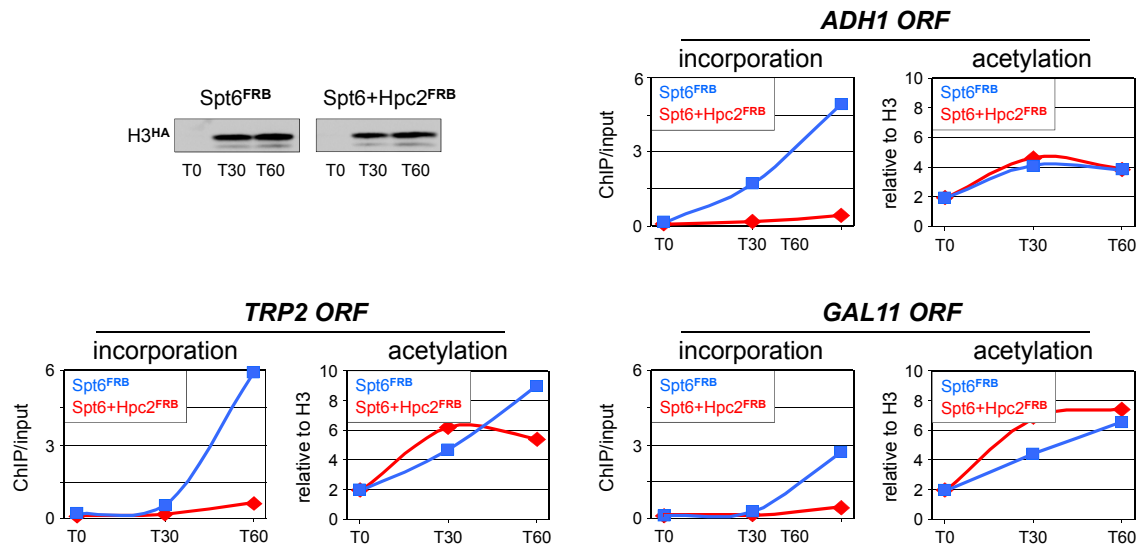 Spt6FRB
Spt6+Hpc2FRB
H3HA
T0
T30
T60
T0
T30
T60
ADH1 ORF
incorporation
ChIP/input
6
3
0
Spt6FRB
Spt6+Hpc2FRB
T0
T30
T60
acetylation
relative to H3
10
8
6
4
2
0
Spt6FRB
Spt6+Hpc2FRB
T0
T30
T60
TRP2 ORF
incorporation
ChIP/input
6
3
0
Spt6FRB
Spt6+Hpc2FRB
T0
T30
T60
acetylation
relative to H3
10
8
6
4
2
0
Spt6FRB
Spt6+Hpc2FRB
T0
T30
T60
GAL11 ORF
incorporation
ChIP/input
6
3
0
Spt6FRB
Spt6+Hpc2FRB
T0
T30
T60
acetylation
relative to H3
10
8
6
4
2
0
Spt6FRB
Spt6+Hpc2FRB
T0
T30
T60